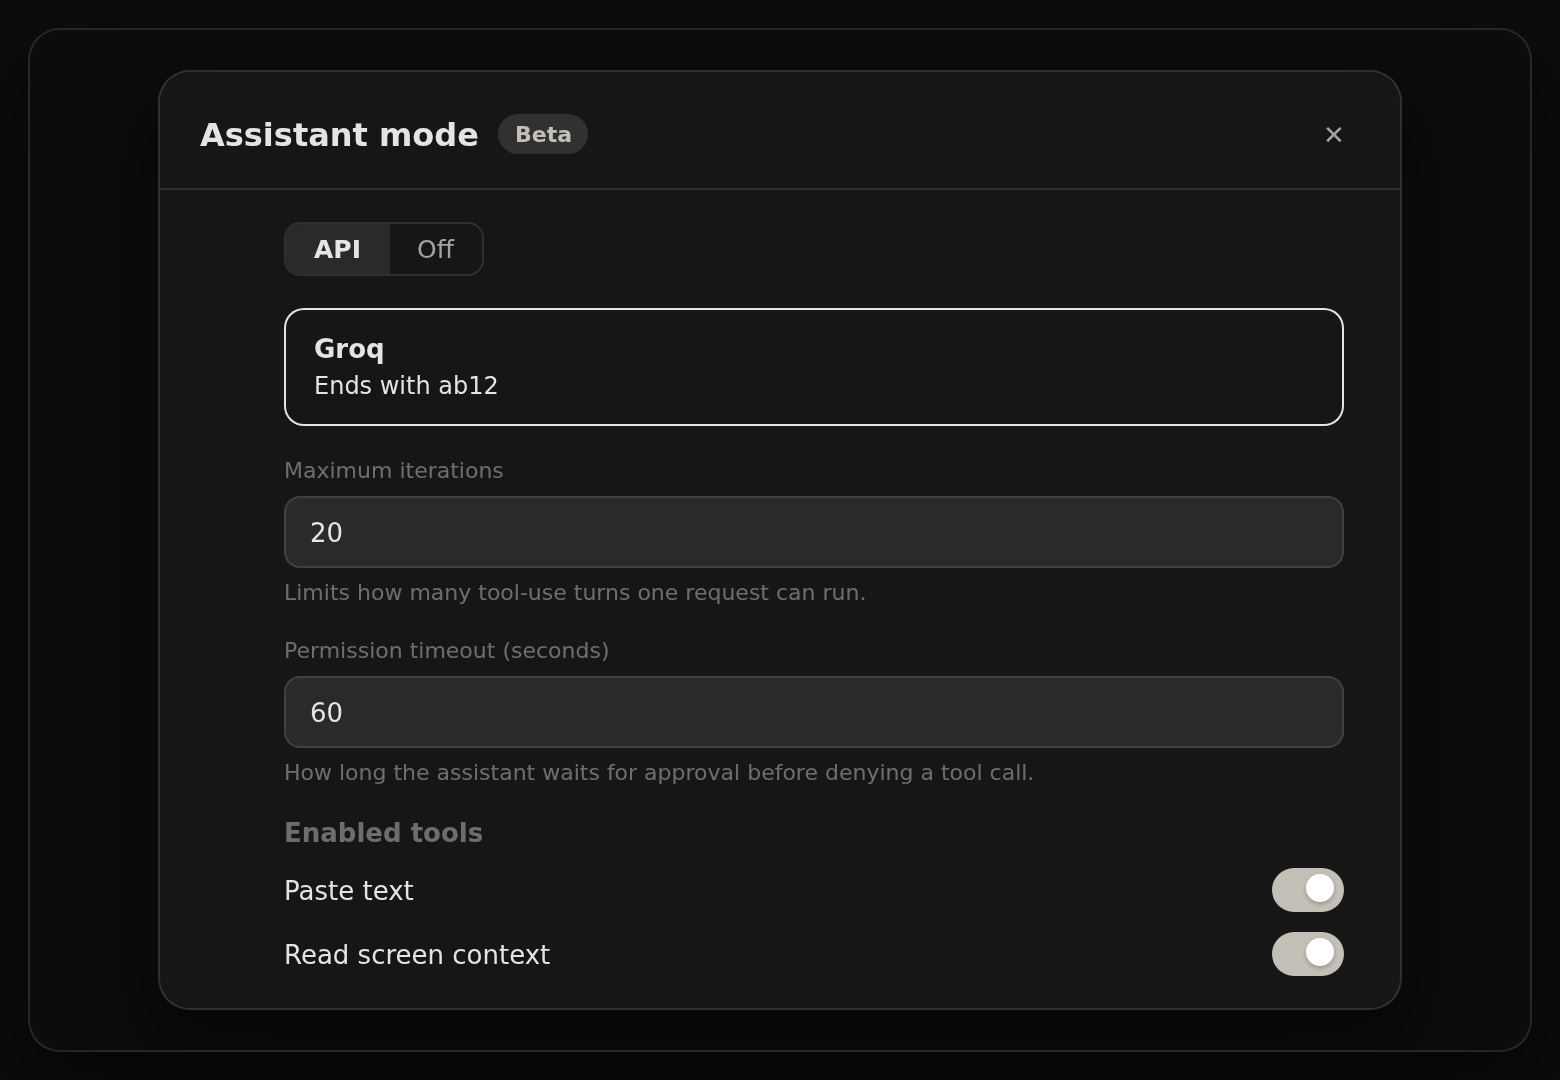 Assistant mode
Beta
✕
API
Off
Groq
Ends with ab12
Maximum iterations
20
Limits how many tool-use turns one request can run.
Permission timeout (seconds)
60
How long the assistant waits for approval before denying a tool call.
Enabled tools
Paste text
Read screen context